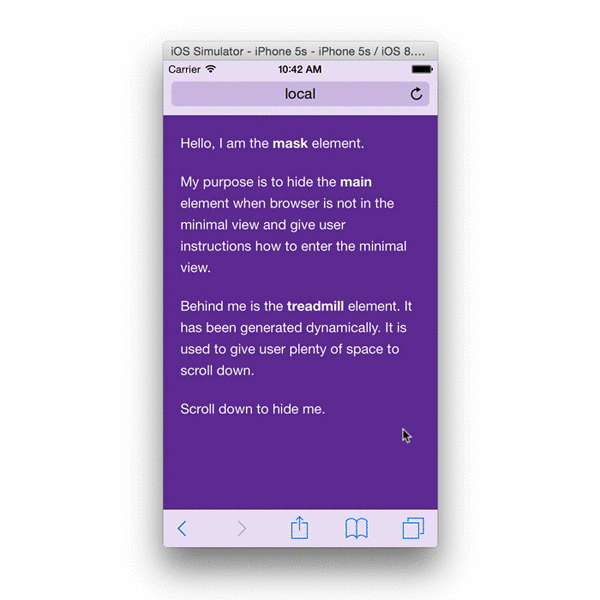 iOS Simulator - iPhone 5s - iPhone 5s / iOS 8....
Carrier 10:42 AM
local
Hello, I am the mask element.
My purpose is to hide the main
element when browser is not in the
minimal view and give user
instructions how to enter the minimal
view.
Behind me is the treadmill element. It
has been generated dynamically. It is
used to give user plenty of space to
scroll down.
Scroll down to hide me.